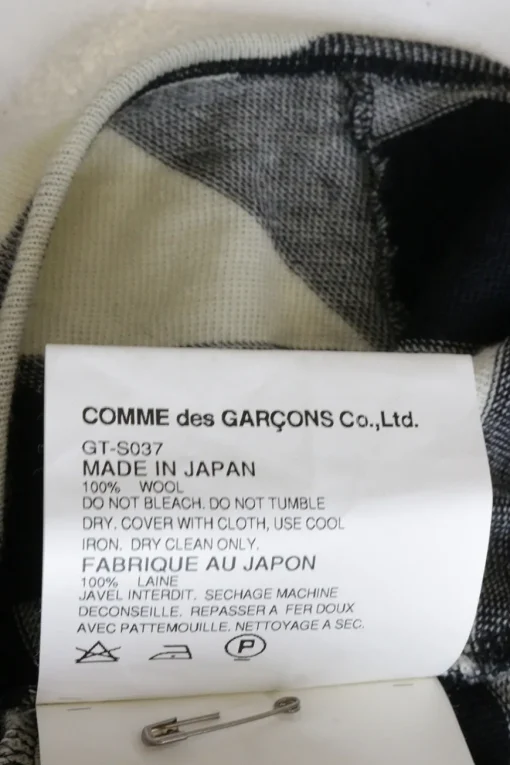 COMME des GARÇONS Co.,Ltd.
GT-S037
MADE IN JAPAN
100% WOOL
DO NOT BLEACH. DO NOT TUMBLE
DRY. COVER WITH CLOTH, USE COOL
IRON. DRY CLEAN ONLY.
FABRIQUE AU JAPON
100% LAINE
JAVEL INTERDIT. SECHAGE MACHINE
DECONSEILLE. REPASSER A FER DOUX
AVEC PATTEMOUILLE. NETTOYAGE A SEC.
P